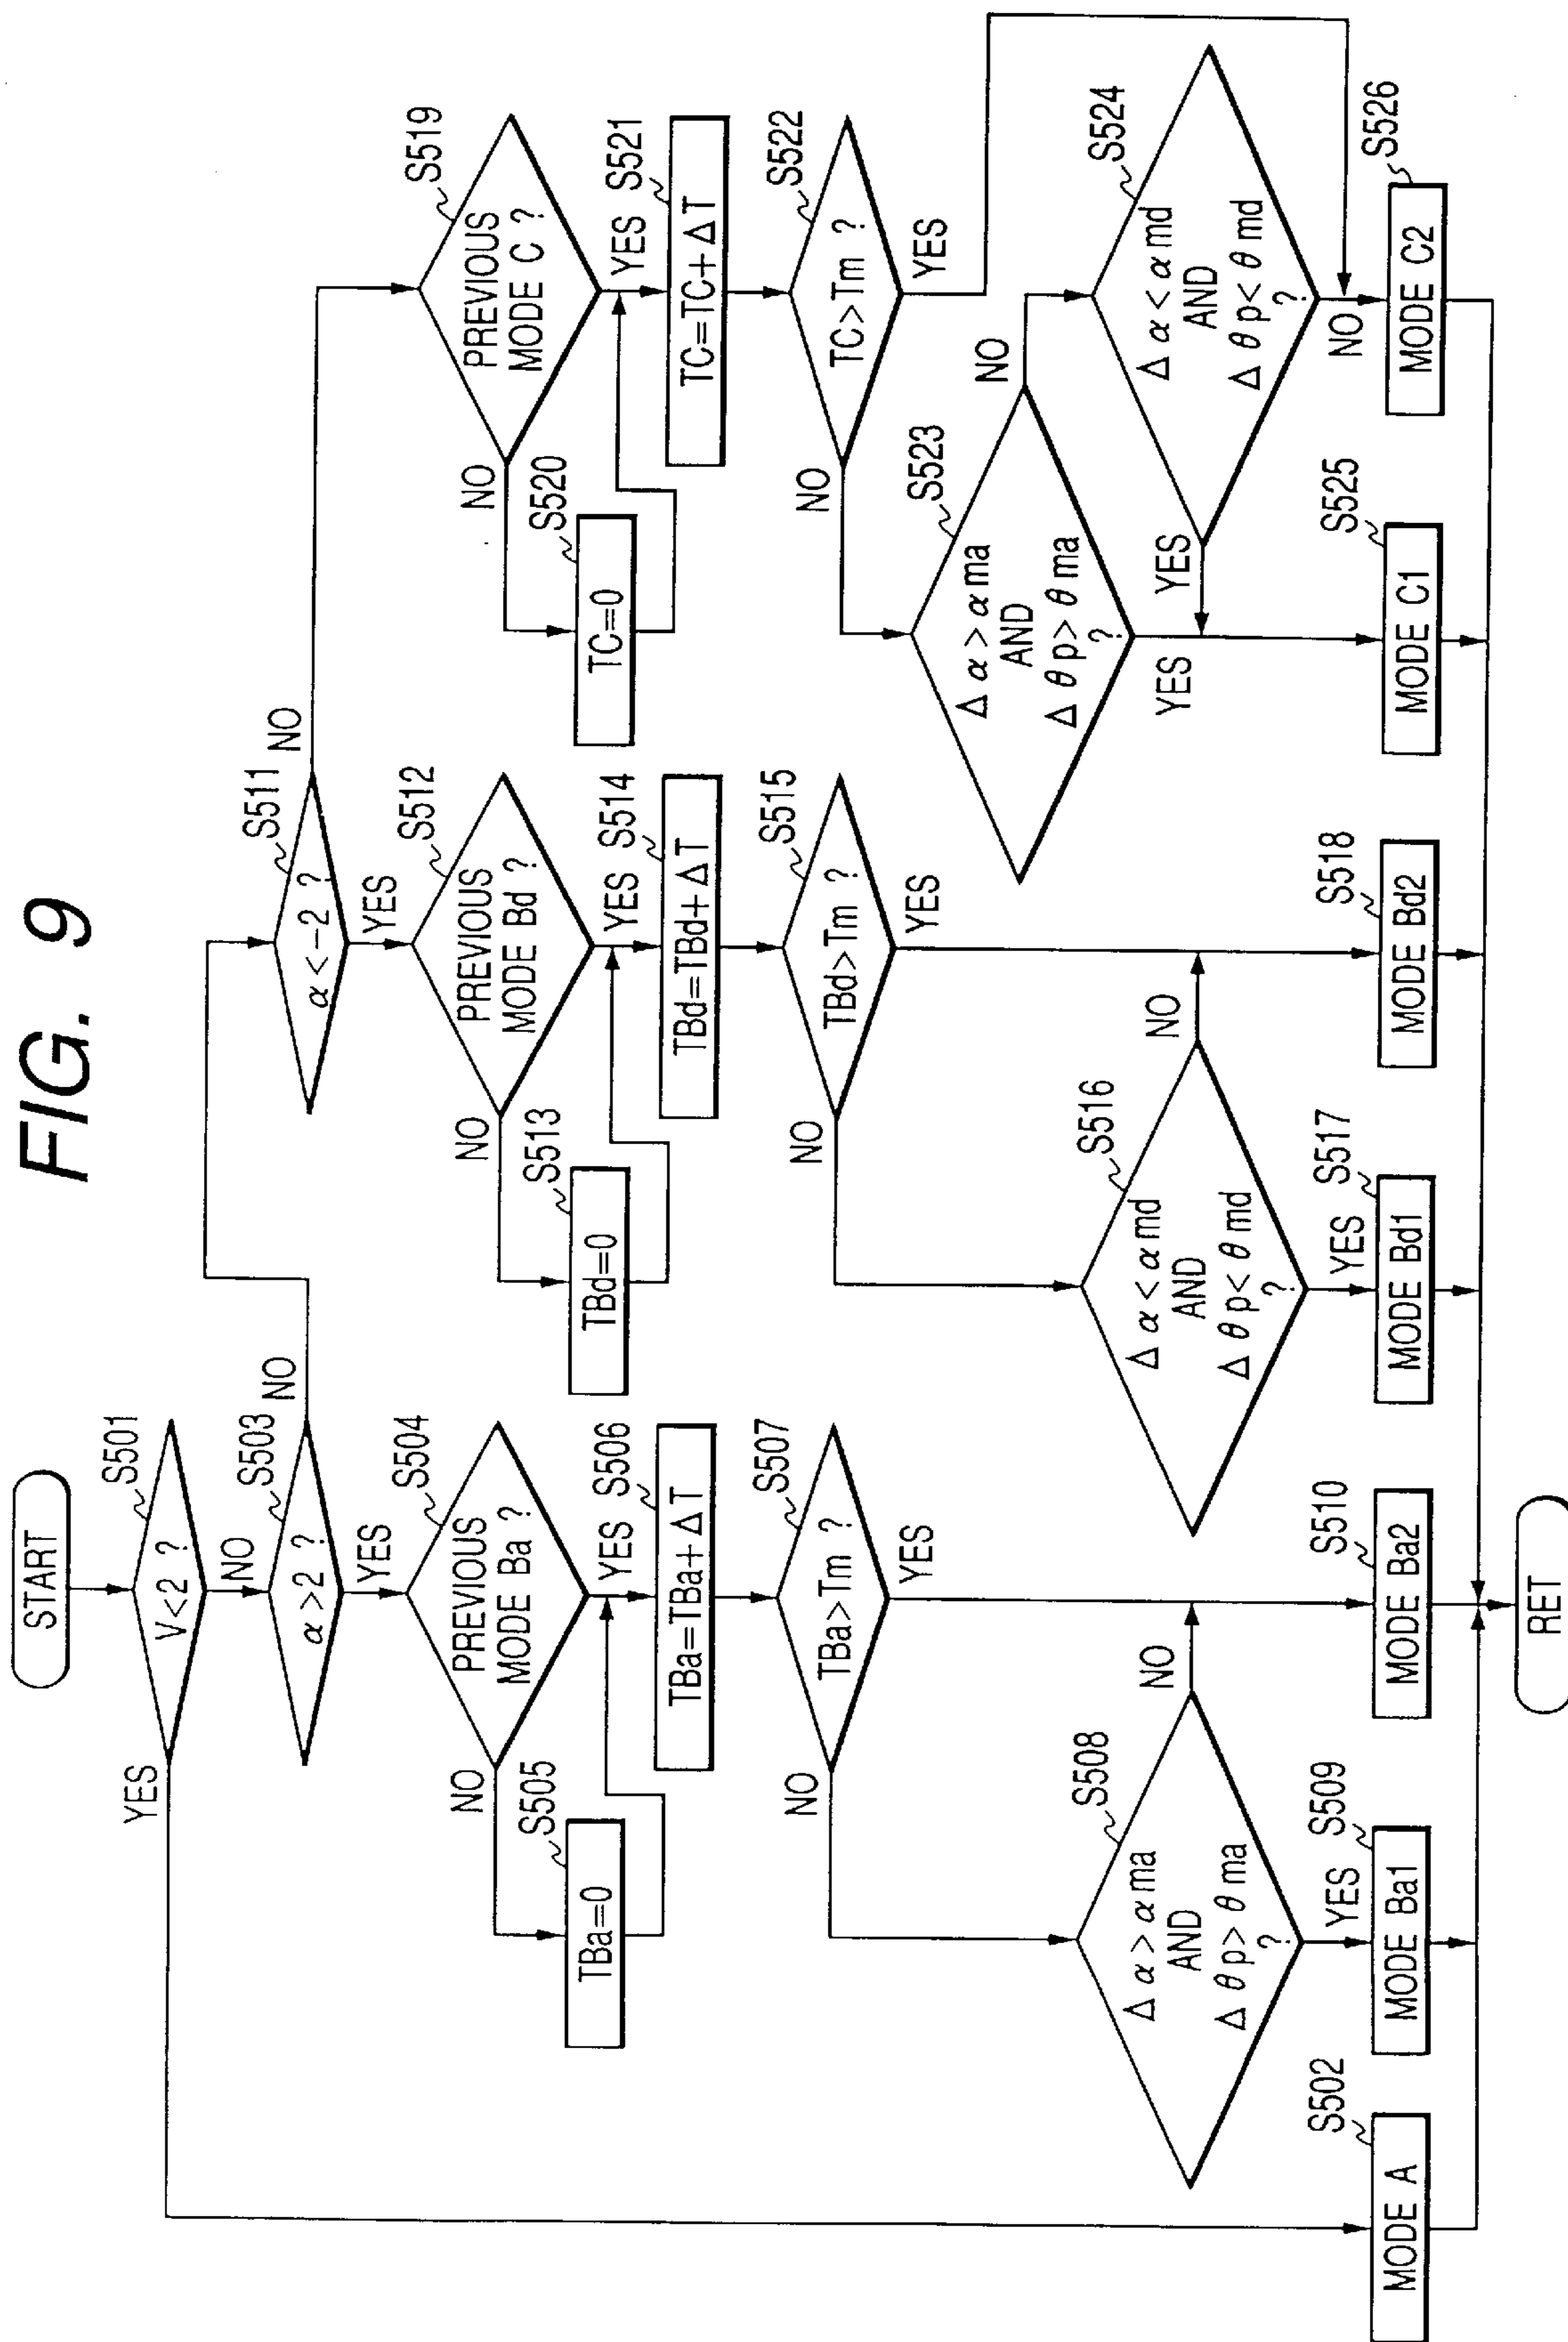 FIG. 9
START
S501
V<2 ?
YES
NO
S503
α>2 ?
NO
YES
S504
PREVIOUS
MODE Ba ?
NO
YES
S505
TBa=0
S506
TBa=TBa+ΔT
S507
TBa>Tm ?
NO
YES
S508
Δα>αma
AND
Δθp>θma
?
NO
YES
S502
MODE A
S509
MODE Ba1
S510
MODE Ba2
S511
α<-2 ?
NO
YES
S512
PREVIOUS
MODE Bd ?
NO
YES
S513
TBd=0
S514
TBd=TBd+ΔT
S515
TBd>Tm ?
NO
YES
S516
Δα<αmd
AND
Δθp<θmd
?
NO
YES
S517
MODE Bd1
S518
MODE Bd2
S519
PREVIOUS
MODE C ?
NO
YES
S520
TC=0
S521
TC=TC+ΔT
S522
TC>Tm ?
NO
YES
S523
Δα>αma
AND
Δθp>θma
?
NO
YES
S524
Δα<αmd
AND
Δθp<θmd
?
YES
NO
S525
MODE C1
S526
MODE C2
RET